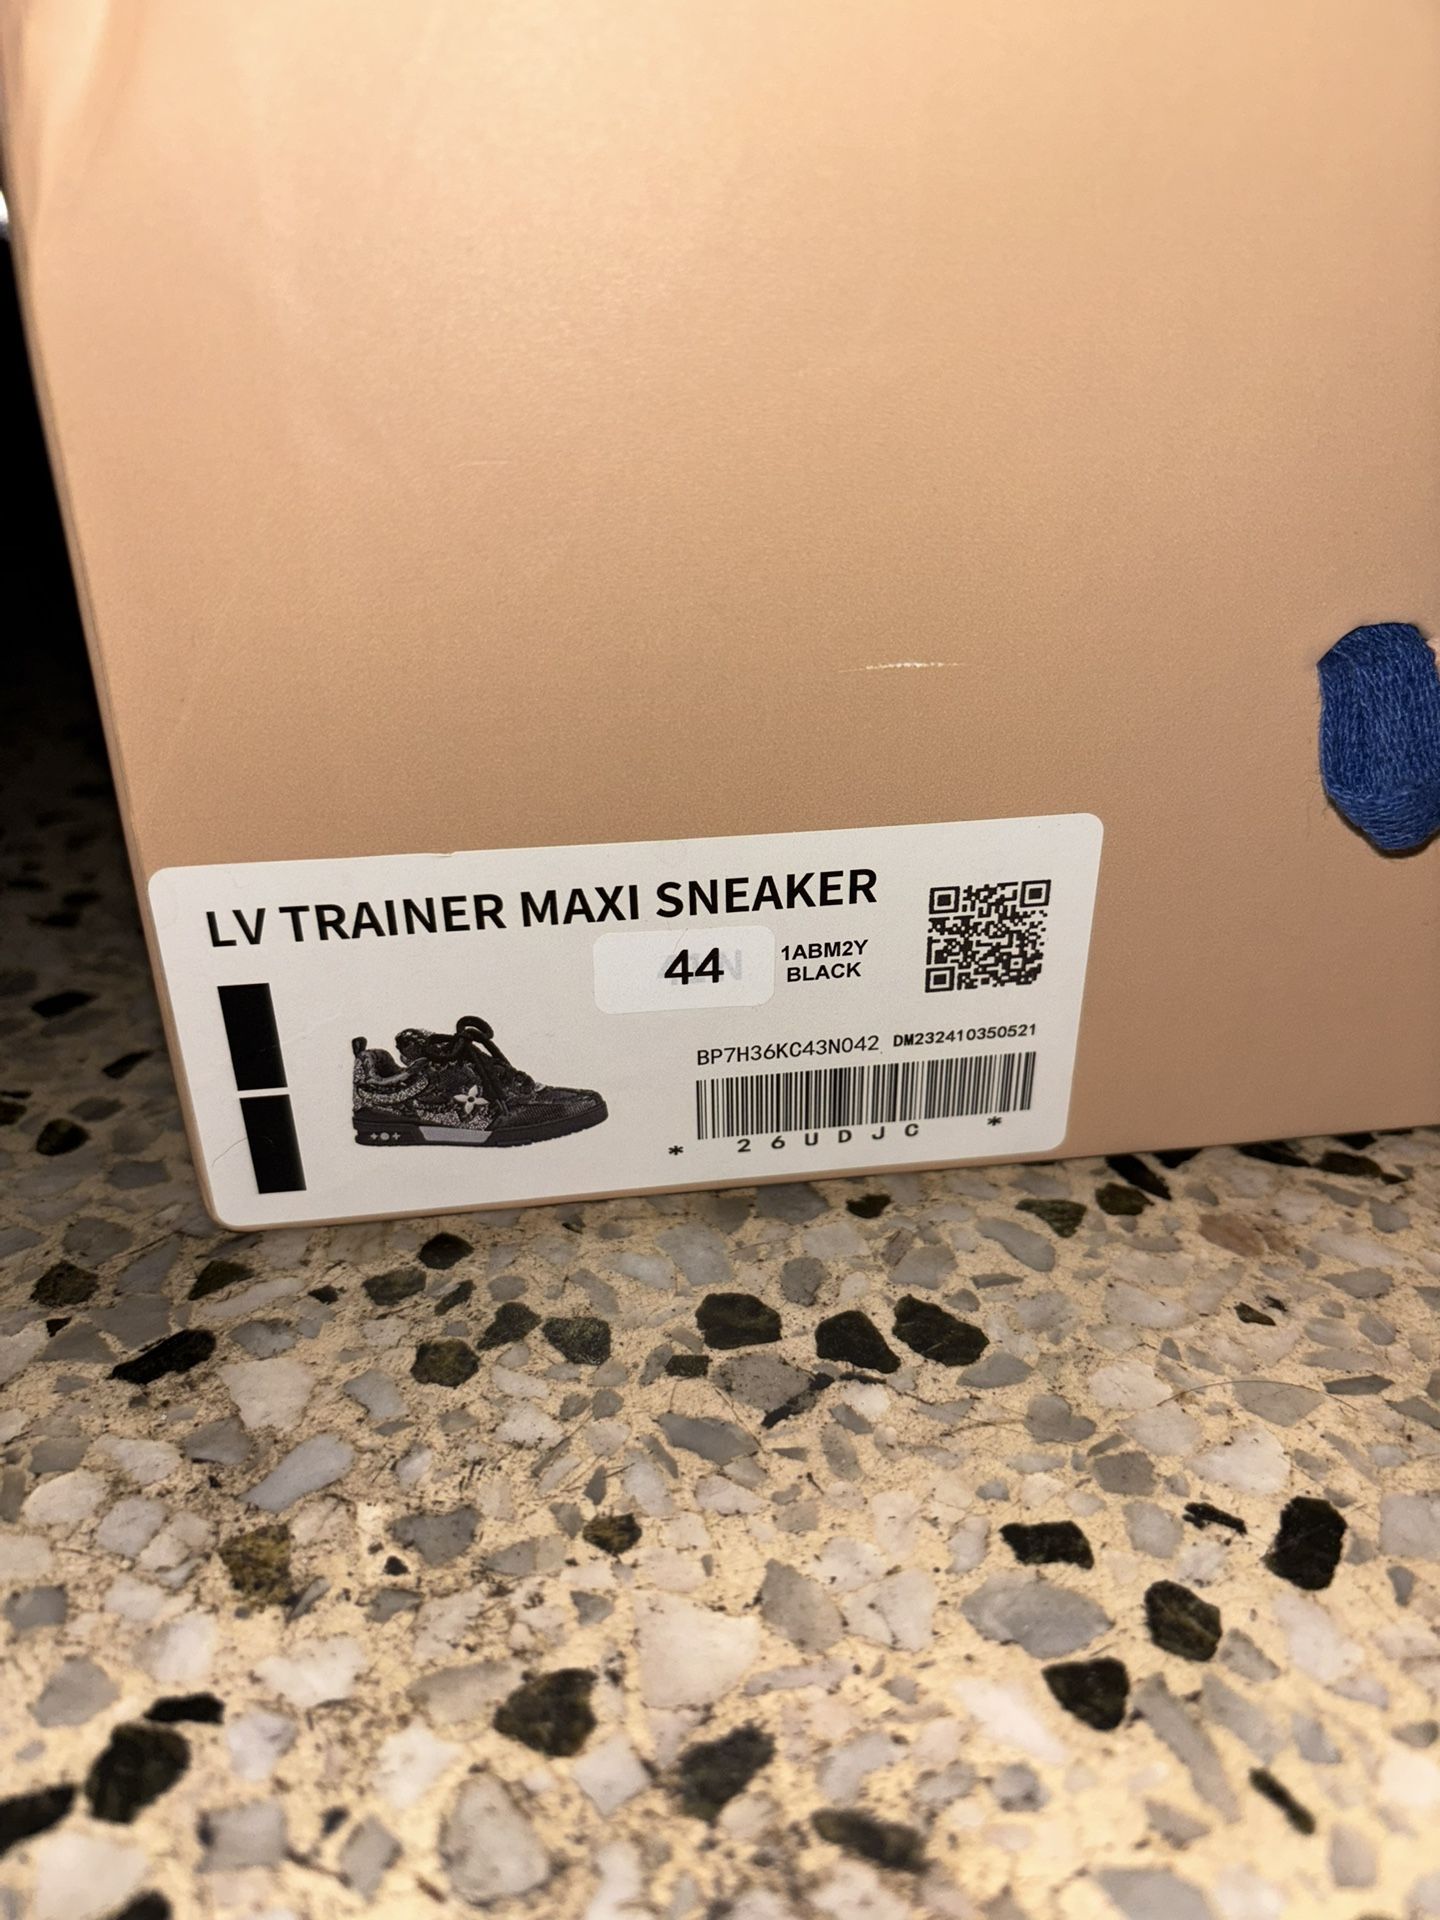 LV TRAINER MAXI SNEAKER
44
1ABM2Y
BLACK
BP7H36KC43N042 DM232410350521
* 26UDJC *